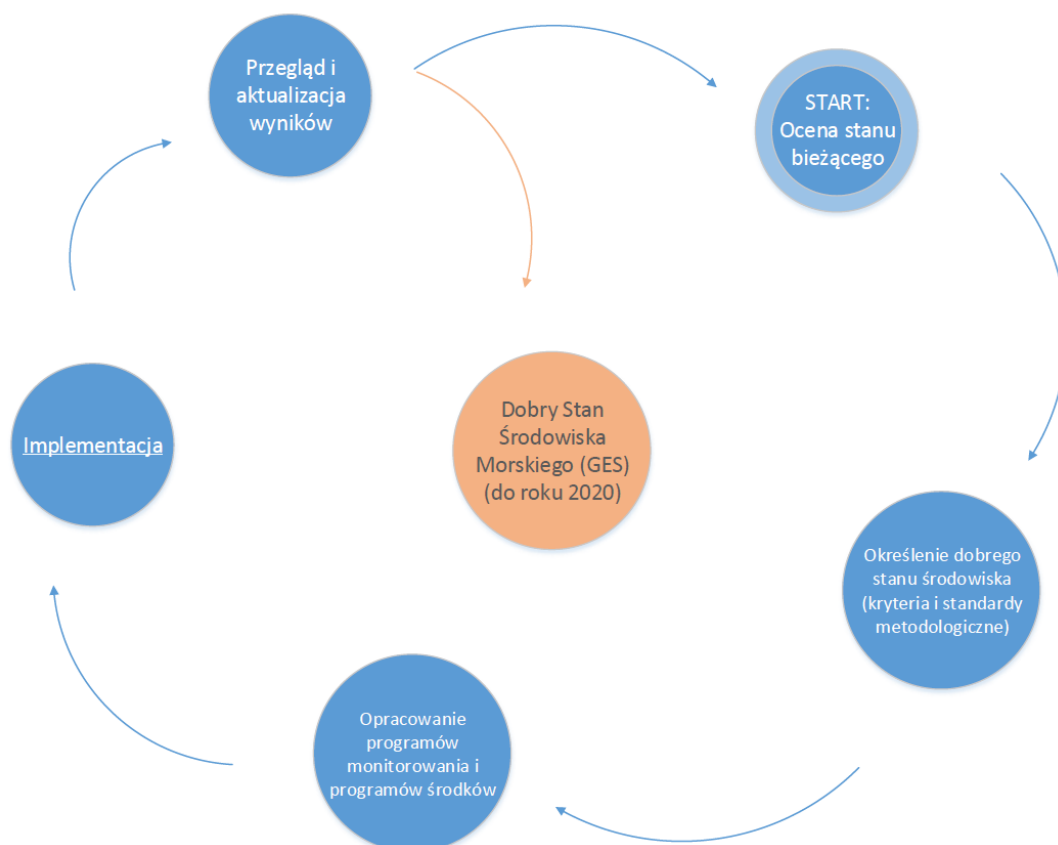 Przegląd i
aktualizacja
wyników
START:
Ocena stanu
bieżącego
Określenie dobrego
stanu środowiska
(kryteria i standardy
metodologiczne)
Opracowanie
programów
monitorowania i
programów środków
Implementacja
Dobry Stan
Środowiska
Morskiego (GES)
(do roku 2020)